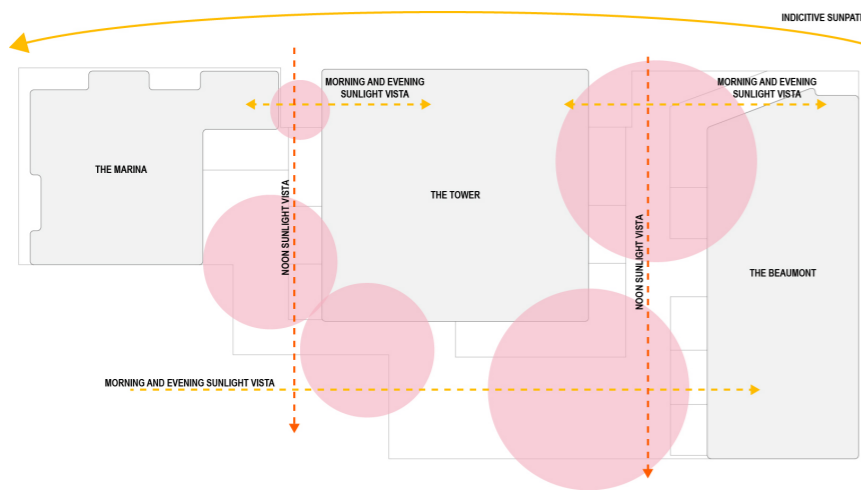 INDICITIVE SUNPAT
MORNING AND EVENING
SUNLIGHT VISTA
MORNING AND EVENING
SUNLIGHT VISTA
THE MARINA
THE TOWER
NOON SUNLIGHT VISTA
NOON SUNLIGHT VISTA
THE BEAUMONT
MORNING AND EVENING SUNLIGHT VISTA